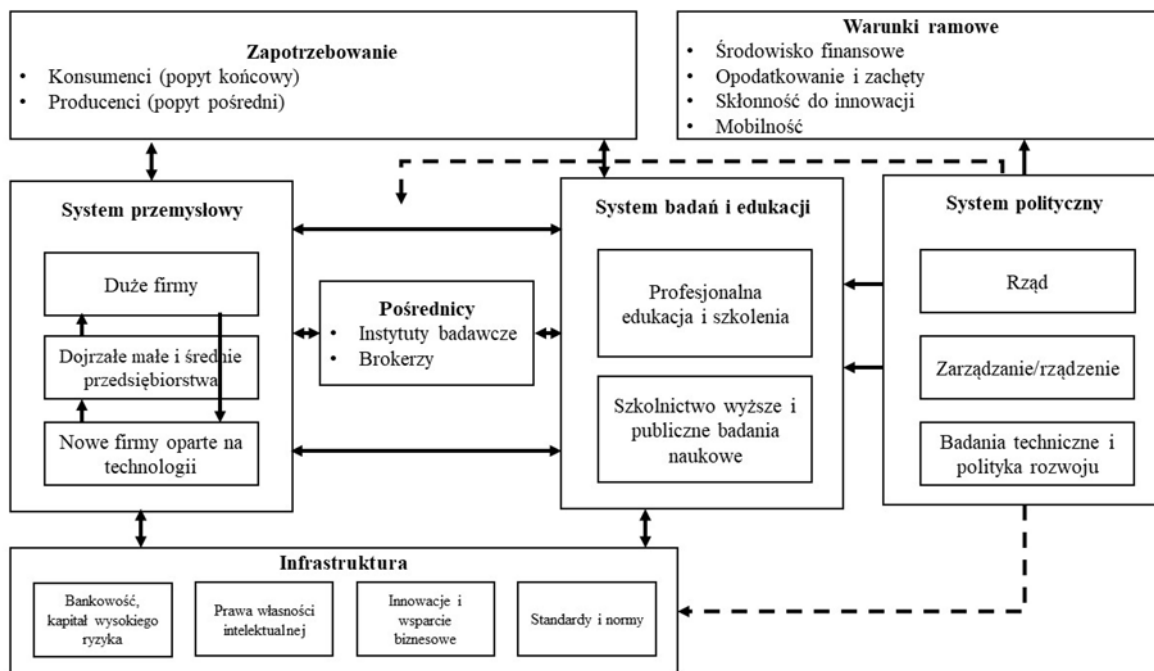 Zapotrzebowanie
• Konsumenci (popyt końcowy)
• Producenci (popyt pośredni)
Warunki ramowe
• Środowisko finansowe
• Opodatkowanie i zachęty
• Skłonność do innowacji
• Mobilność
System przemysłowy
Duże firmy
Dojrzałe małe i średnie
przedsiębiorstwa
Nowe firmy oparte na
technologii
Pośrednicy
• Instytuty badawcze
• Brokerzy
System badań i edukacji
Profesjonalna
edukacja i szkolenia
Szkolnictwo wyższe i
publiczne badania
naukowe
System polityczny
Rząd
Zarządzanie/rządzenie
Badania techniczne i
polityka rozwoju
Infrastruktura
Bankowość,
kapitał wysokiego
ryzyka
Prawa własności
intelektualnej
Innowacje i
wsparcie
biznesowe
Standardy i normy